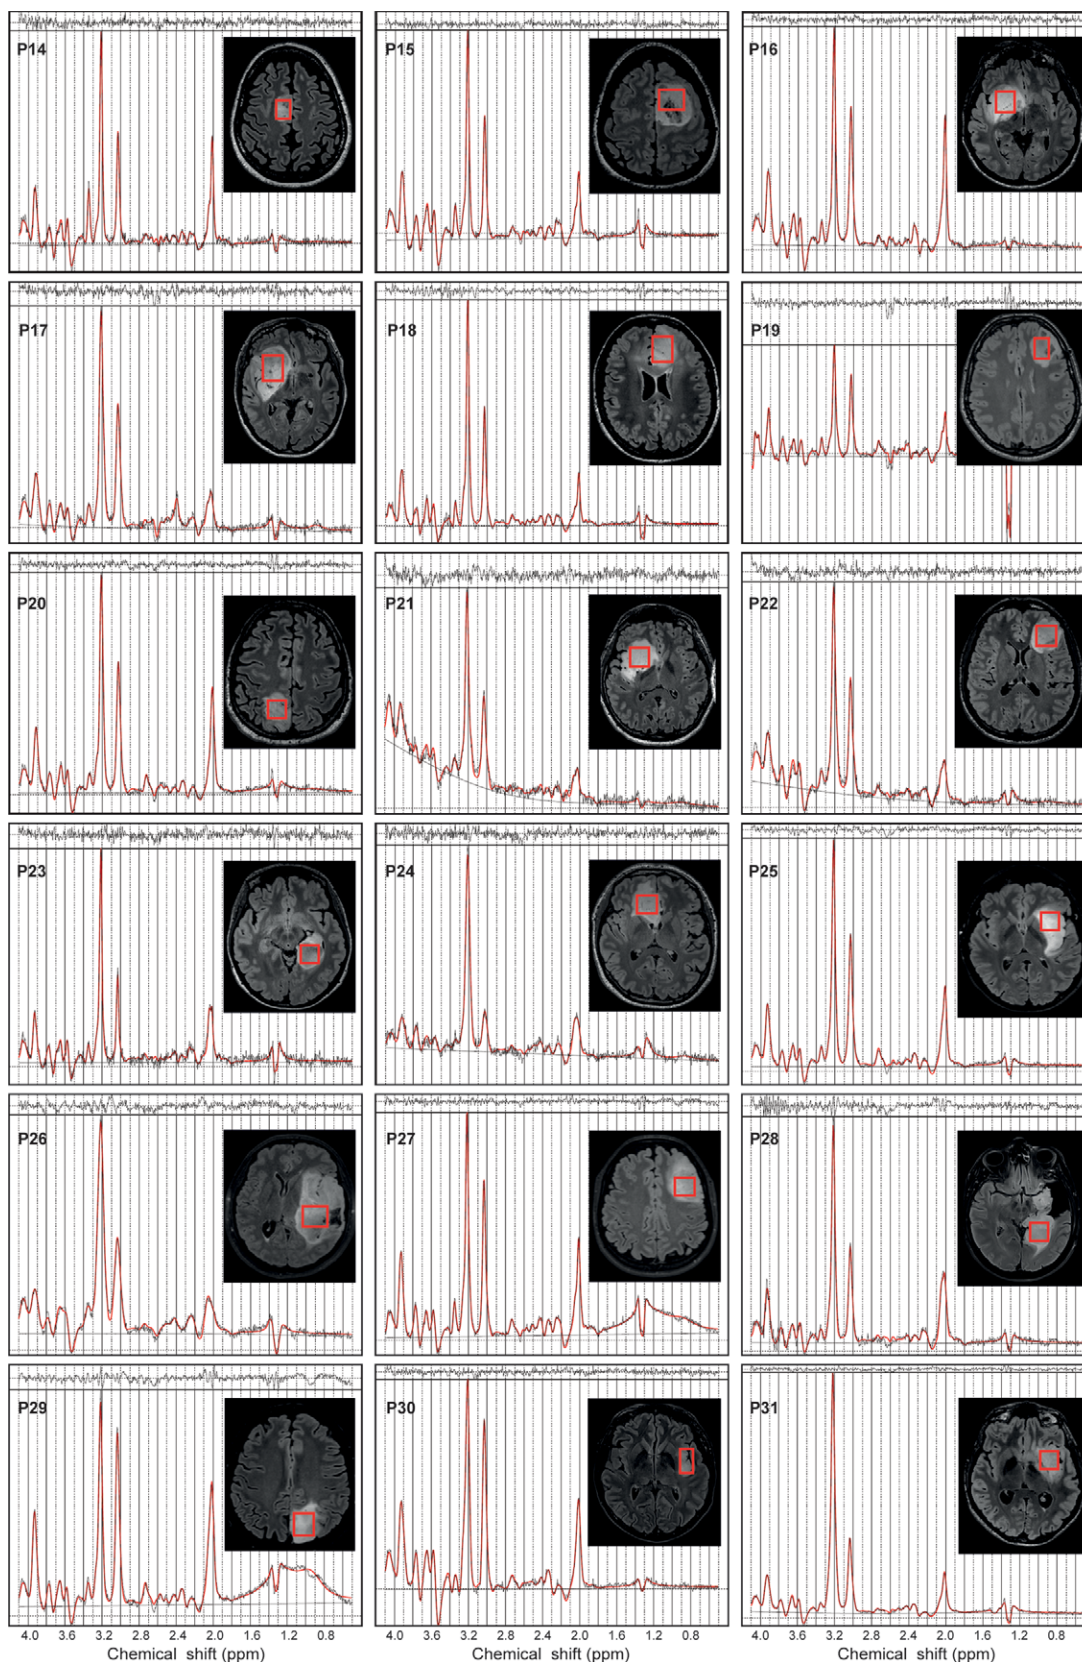 P14 P15 P16
P17 P18 P19
P20 P21 P22
P23 P24 P25
P26 P27 P28
P29 P30 P31
4.0 3.6 3.2 2.8 2.4 2.0 1.6 1.2 0.8 4.0 3.6 3.2 2.8 2.4 2.0 1.6 1.2 0.8 4.0 3.6 3.2 2.8 2.4 2.0 1.6 1.2 0.8
Chemical shift (ppm) Chemical shift (ppm) Chemical shift (ppm)